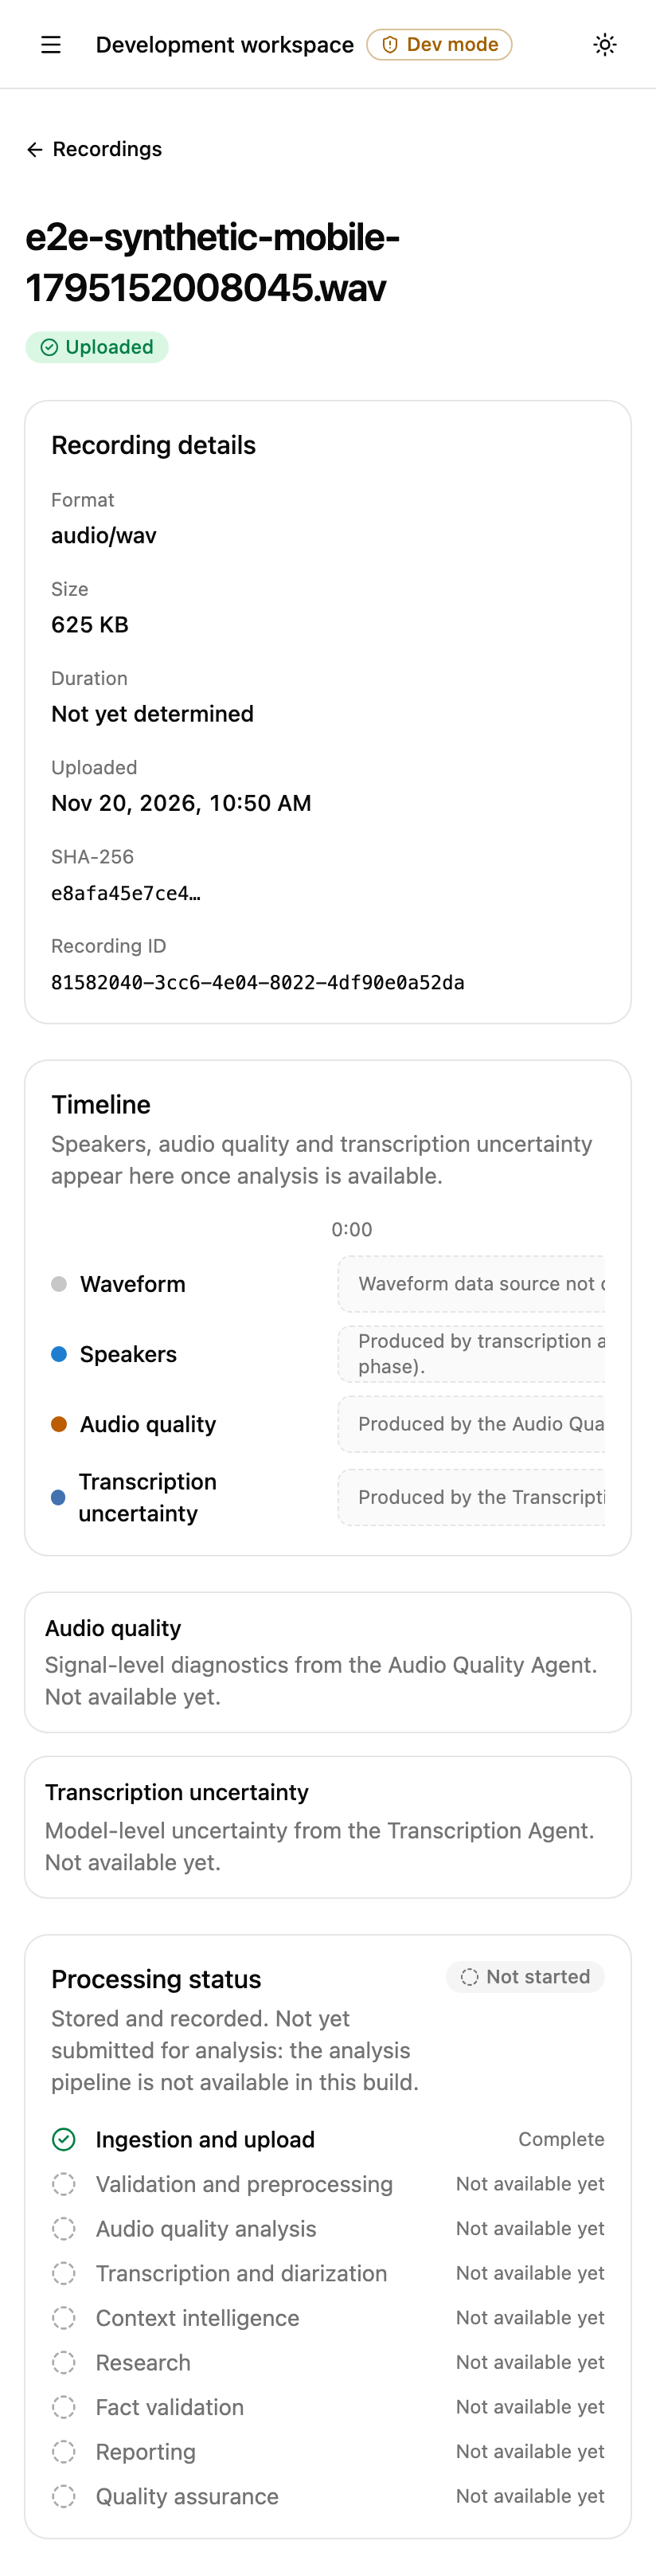 Development workspace
Dev mode
Recordings
e2e-synthetic-mobile-
1795152008045.wav
Uploaded
Recording details
Format
audio/wav
Size
625 KB
Duration
Not yet determined
Uploaded
Nov 20, 2026, 10:50 AM
SHA-256
e8afa45e7ce4…
Recording ID
81582040-3cc6-4e04-8022-4df90e0a52da
Timeline
Speakers, audio quality and transcription uncertainty
appear here once analysis is available.
0:00
Waveform
Waveform data source not
Speakers
Produced by transcription a
phase).
Audio quality
Produced by the Audio Qua
Transcription
uncertainty
Produced by the Transcripti
Audio quality
Signal-level diagnostics from the Audio Quality Agent.
Not available yet.
Transcription uncertainty
Model-level uncertainty from the Transcription Agent.
Not available yet.
Processing status
Not started
Stored and recorded. Not yet
submitted for analysis: the analysis
pipeline is not available in this build.
Ingestion and upload
Complete
Validation and preprocessing
Not available yet
Audio quality analysis
Not available yet
Transcription and diarization
Not available yet
Context intelligence
Not available yet
Research
Not available yet
Fact validation
Not available yet
Reporting
Not available yet
Quality assurance
Not available yet